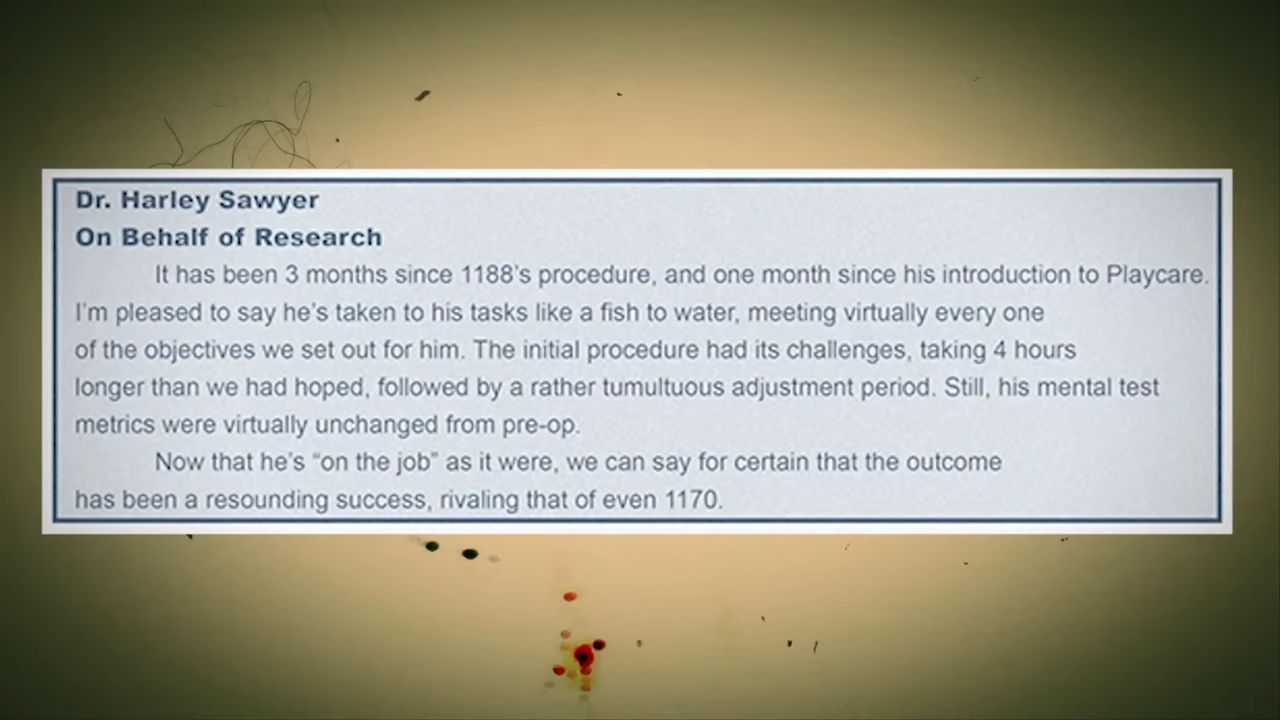 Dr. Harley Sawyer
On Behalf of Research
It has been 3 months since 1188's procedure, and one month since his introduction to Playcare.
I'm pleased to say he's taken to his tasks like a fish to water, meeting virtually every one
of the objectives we set out for him. The initial procedure had its challenges, taking 4 hours
longer than we had hoped, followed by a rather tumultuous adjustment period. Still, his mental test
metrics were virtually unchanged from pre-op.
Now that he's “on the job” as it were, we can say for certain that the outcome
has been a resounding success, rivaling that of even 1170.